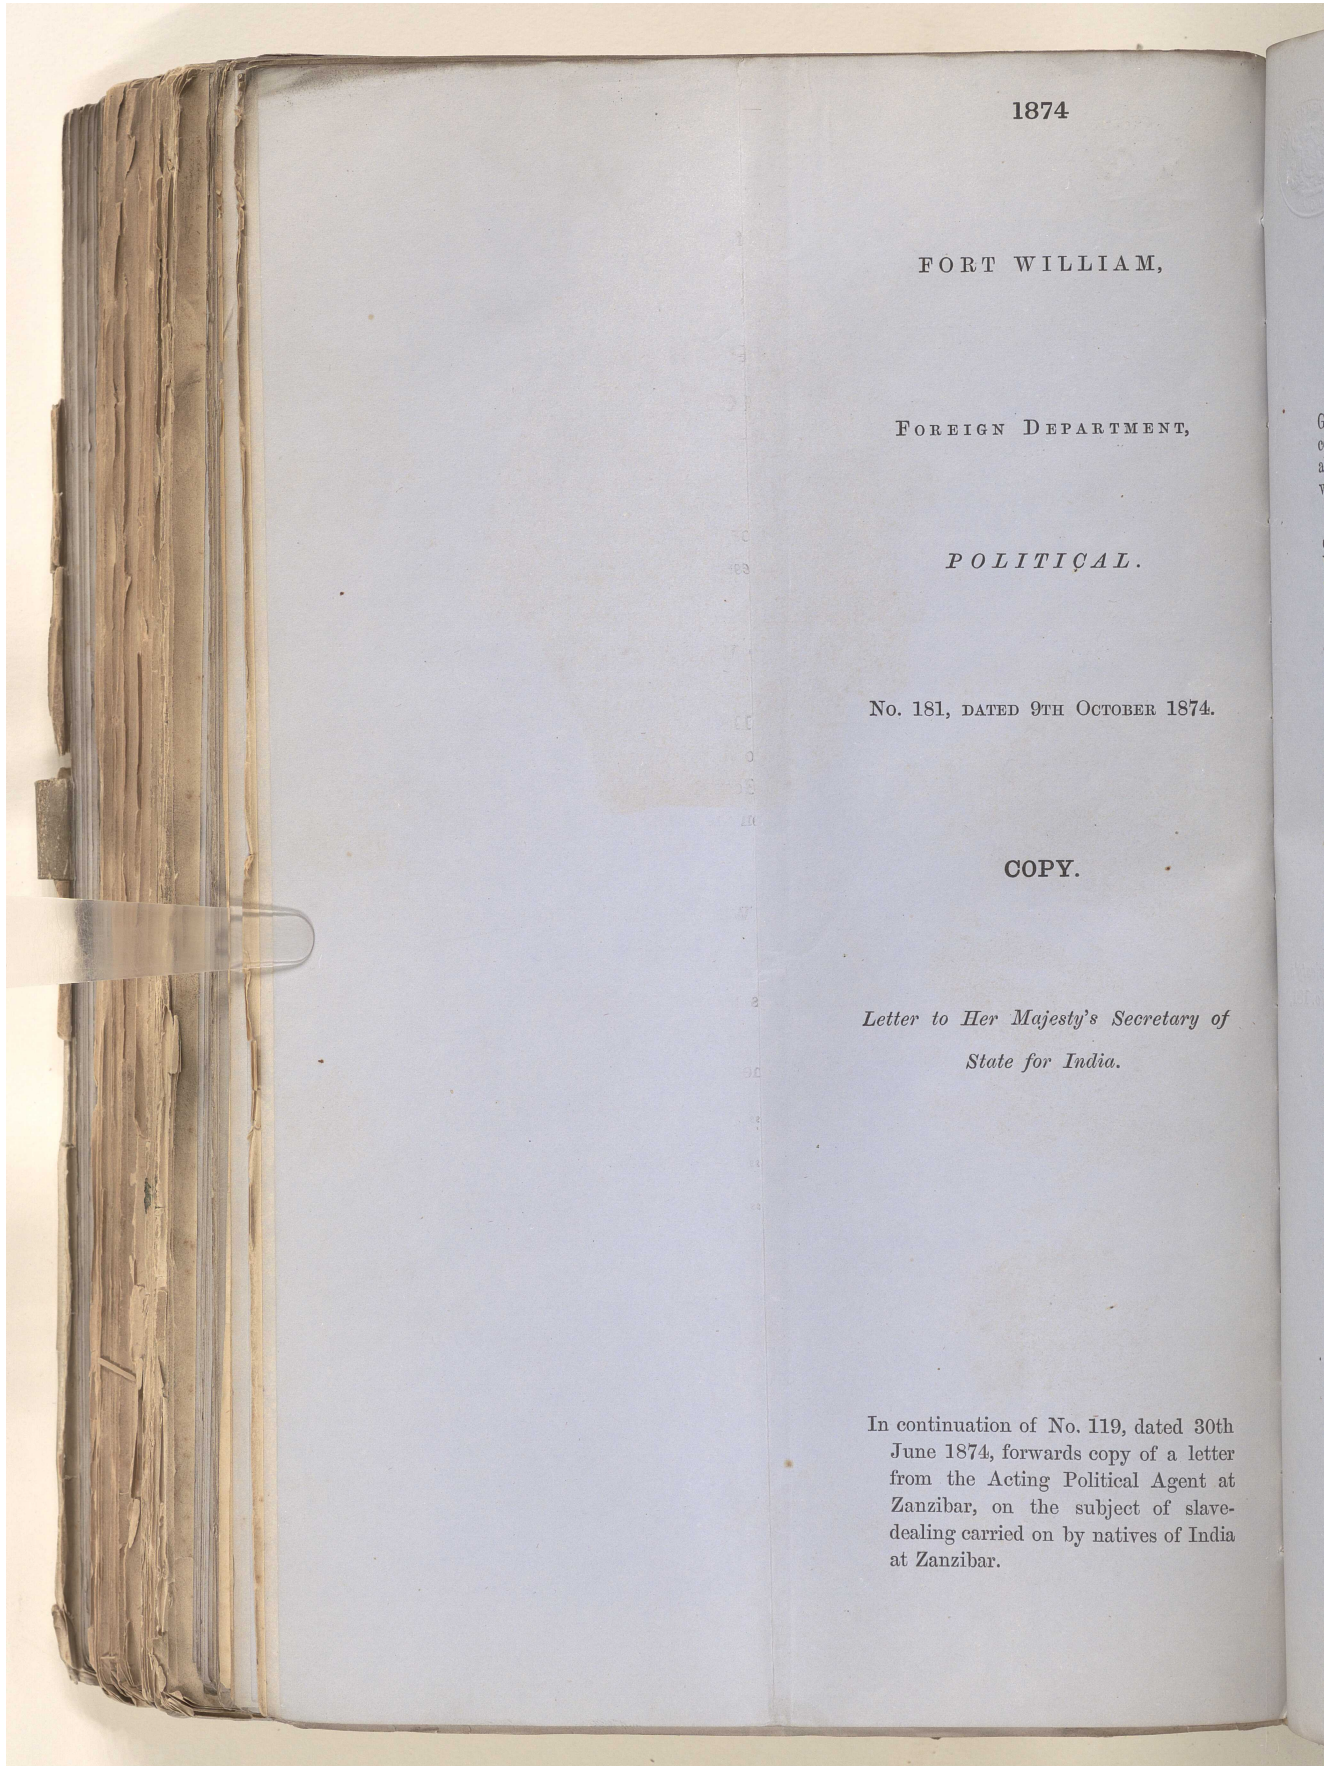 1874
FORT WILLIAM,
FOREIGN DEPARTMENT,
POLITICAL.
No. 181, DATED 9TH OCTOBER 1874.
COPY.
Letter to Her Majesty's Secretary of
State for India.
In continuation of No. 119, dated 30th
June 1874, forwards copy of a letter
from the Acting Political Agent at
Zanzibar, on the subject of slave-
dealing carried on by natives of India
at Zanzibar.